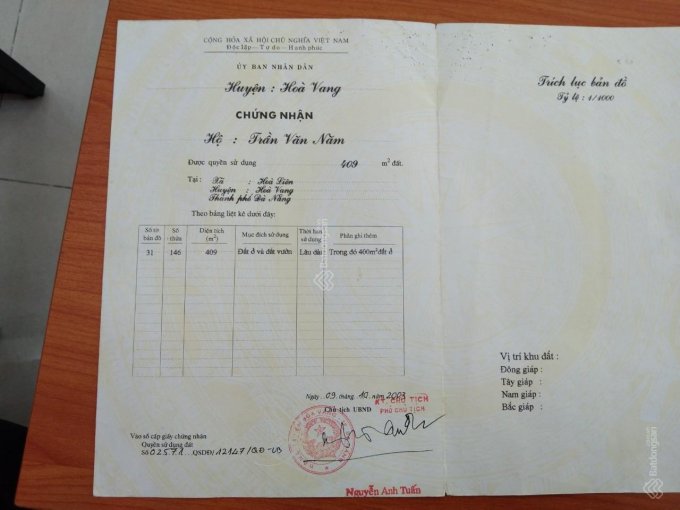 CỘNG HÒA XÃ HỘI CHỦ NGHĨA VIỆT NAM
Độc lập - Tự do - Hạnh phúc
ỦY BAN NHÂN DÂN
Huyện : Hoà Vang
CHỨNG NHẬN
Hộ : Trần Văn Năm
Được quyền sử dụng 409 m² đất.
Tại : Xã : Hoà Liên
Huyện : Hoà Vang
Thành phố Đà Nẵng
Theo bảng liệt kê dưới đây:
Số tờ bản đồ Số thửa Diện tích (m²) Mục đích sử dụng Thời hạn sử dụng Phần ghi thêm
31 146 409 Đất ở và đất vườn Lâu dài Trong đó 400m² đất ở
Ngày 09 tháng 10 năm 2003
Chủ tịch UBND
KT. CHỦ TỊCH
PHÓ CHỦ TỊCH
Vào sổ cấp giấy chứng nhận
Quyền sử dụng đất
Số 02571 QSDĐ/ 12147/QĐ-UB
Nguyễn Anh Tuấn
Trích lục bản đồ
Tỷ lệ : 1/1000
Vị trí khu đất :
Đông giáp :
Tây giáp :
Nam giáp :
Bắc giáp :
Batdongsan